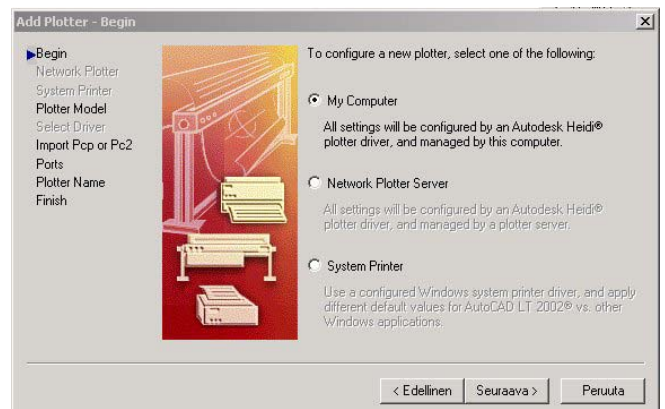 Add Plotter - Begin
Begin
Network Plotter
System Printer
Plotter Model
Select Driver
Import Pcp or Pc2
Ports
Plotter Name
Finish
To configure a new plotter, select one of the following:
My Computer
All settings will be configured by an Autodesk Heidi®
plotter driver, and managed by this computer.
Network Plotter Server
All settings will be configured by an Autodesk Heidi®
plotter driver, and managed by a plotter server.
System Printer
Use a configured Windows system printer driver, and apply
different default values for AutoCAD LT 2002® vs. other
Windows applications.
< Edellinen
Seuraava >
Peruuta